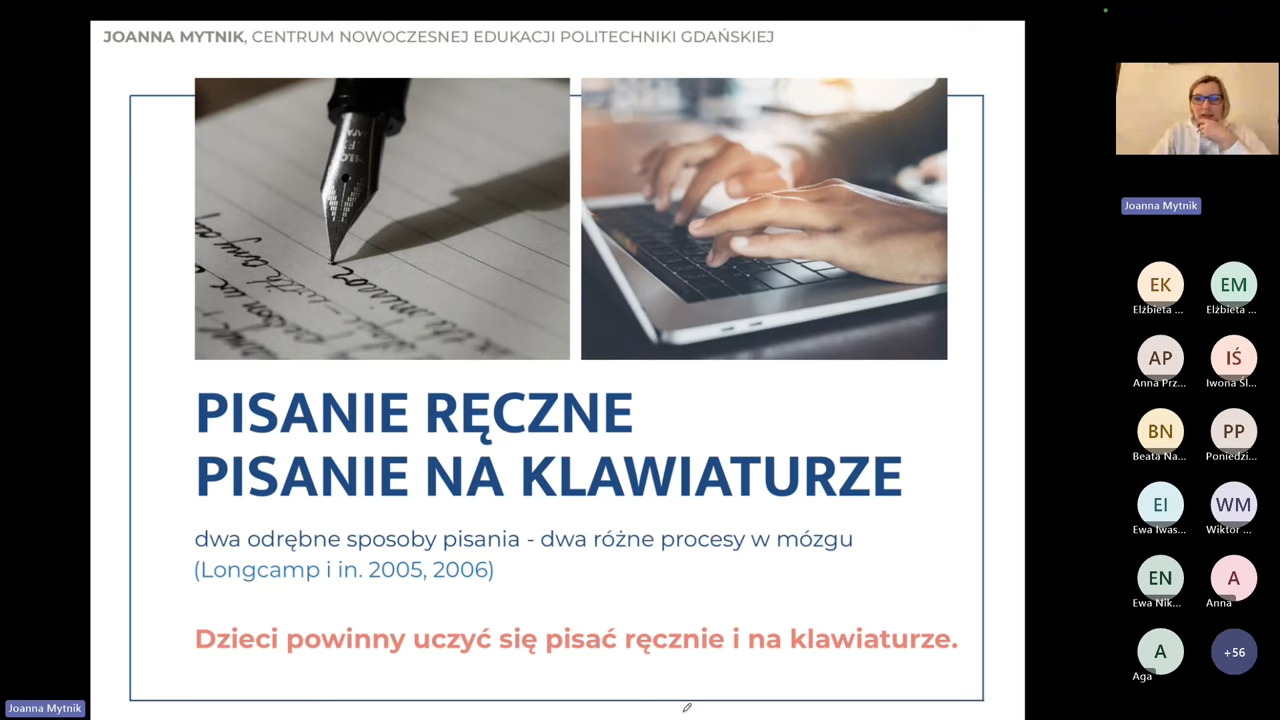 JOANNA MYTNIK, CENTRUM NOWOCZESNEJ EDUKACJI POLITECHNIKI GDAŃSKIEJ
PISANIE RĘCZNE
PISANIE NA KLAWIATURZE
dwa odrębne sposoby pisania - dwa różne procesy w mózgu
(Longcamp i in. 2005, 2006)
Dzieci powinny uczyć się pisać ręcznie i na klawiaturze.
Joanna Mytnik
Joanna Mytnik
EK EM
Elżbieta ... Elżbieta ...
AP IŚ
Anna Prz... Iwona Śl...
BN PP
Beata Na... Poniedzi...
EI WM
Ewa Iwas... Wiktor ...
EN A
Ewa Nik... Anna
A +56
Aga